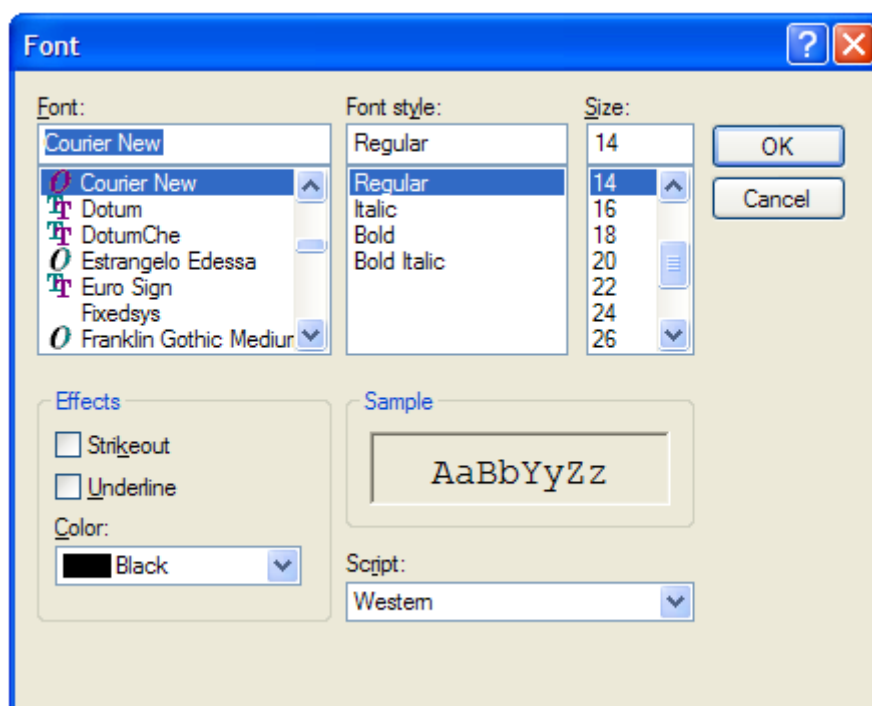 Font
Font:
Courier New
Courier New
Dotum
DotumChe
Estrangelo Edessa
Euro Sign
Fixedsys
Franklin Gothic Mediur
Font style:
Regular
Regular
Italic
Bold
Bold Italic
Size:
14
14
16
18
20
22
24
26
OK
Cancel
Effects
Strikeout
Underline
Color:
Black
Sample
AaBbYyZz
Script:
Western